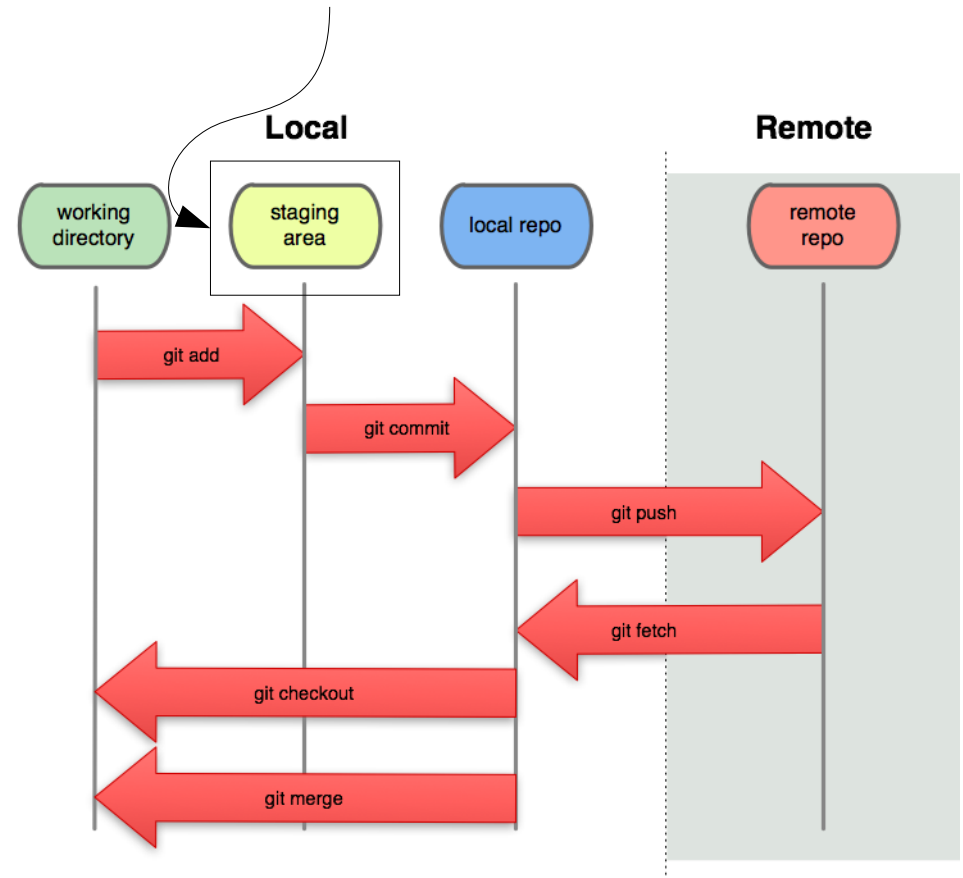 Local
Remote
working
directory
staging
area
local repo
remote
repo
git add
git commit
git push
git fetch
git checkout
git merge